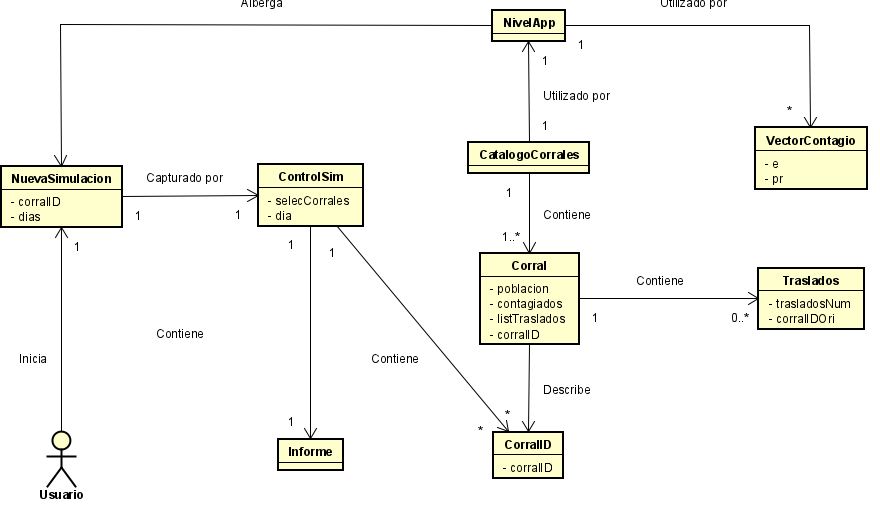 Alberga
Utilizado por
NivelApp
1
1
Utilizado por
1
*
VectorContagio
- e
- pr
CatalogoCorrales
NuevaSimulacion
- corralID
- dias
Capturado por
1
1
ControlSim
- selecCorrales
- dia
1
Contiene
1..*
1
1
1
Corral
- poblacion
- contagiados
- listTraslados
- corralID
Contiene
1
0..*
Traslados
- trasladosNum
- corralIDOri
Contiene
Inicia
Contiene
Describe
1
*
*
Informe
CorralID
- corralID
Usuario